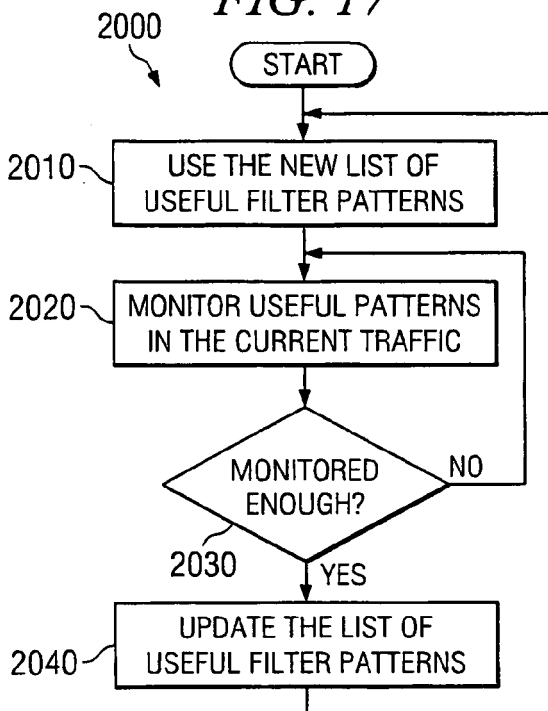 FIG. 17
2000
START
2010
USE THE NEW LIST OF
USEFUL FILTER PATTERNS
2020
MONITOR USEFUL PATTERNS
IN THE CURRENT TRAFFIC
MONITORED
ENOUGH?
NO
2030
YES
2040
UPDATE THE LIST OF
USEFUL FILTER PATTERNS